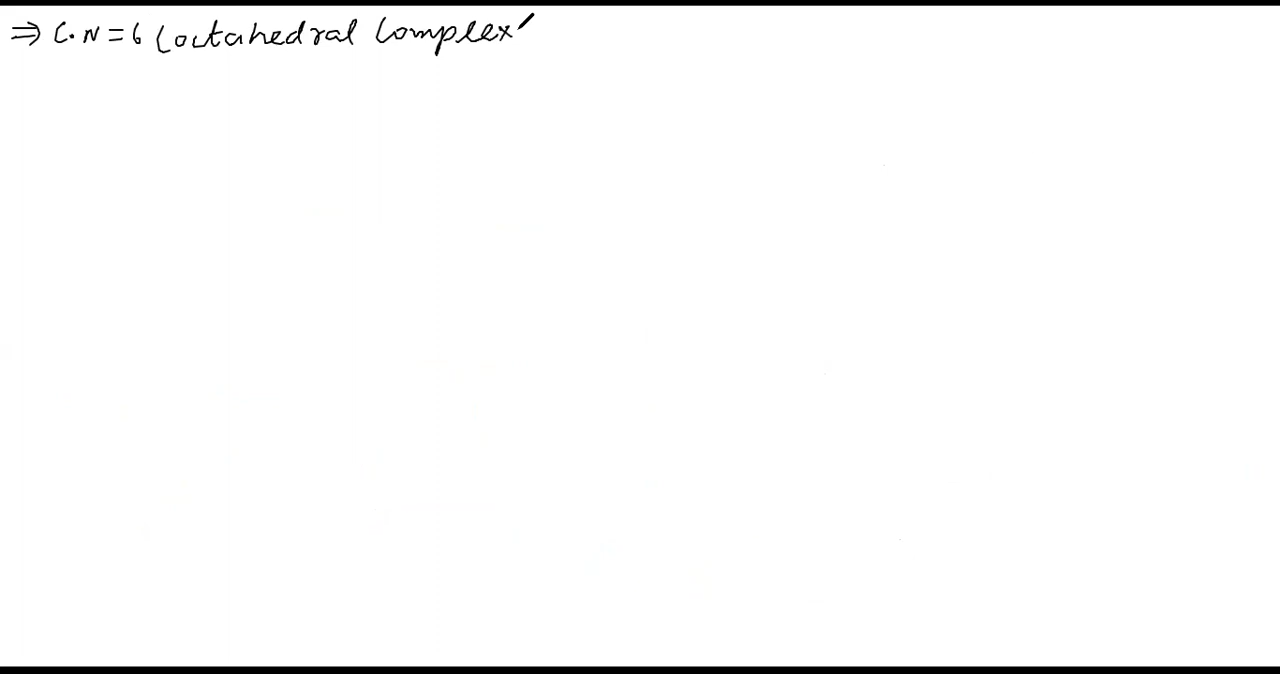 ⇒ C.N = 6 (octahedral complex